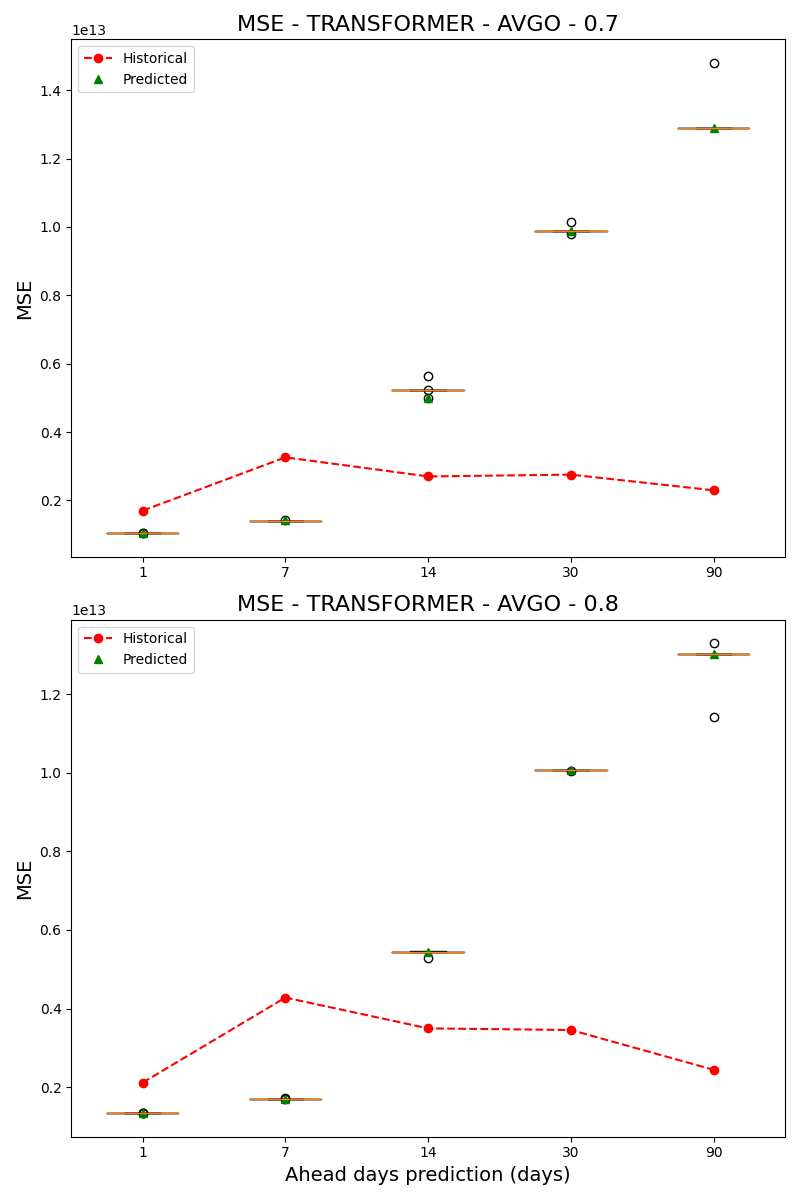 MSE - TRANSFORMER - AVGO - 0.7
1e13
Historical
Predicted
1.4
1.2
1.0
0.8
0.6
0.4
0.2
MSE
1 7 14 30 90
MSE - TRANSFORMER - AVGO - 0.8
1e13
Historical
Predicted
1.2
1.0
0.8
0.6
0.4
0.2
MSE
1 7 14 30 90
Ahead days prediction (days)